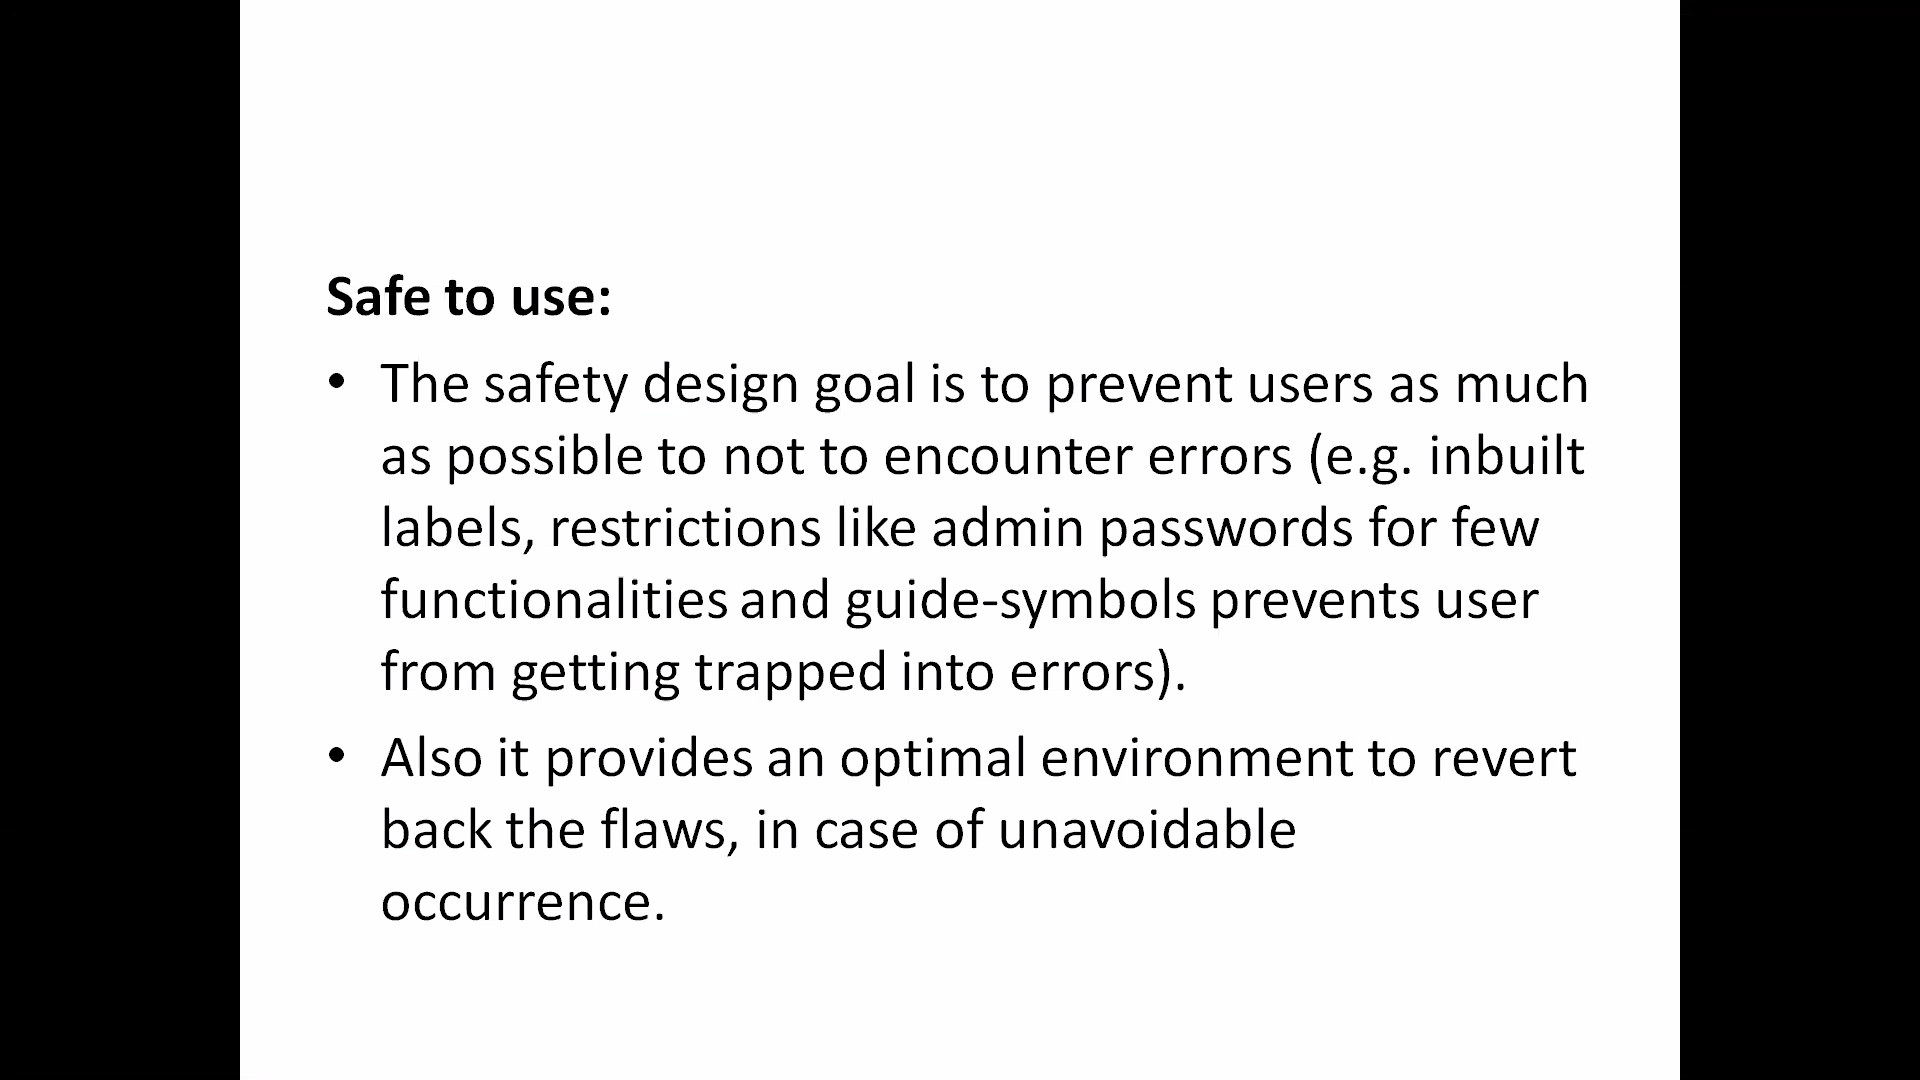 Safe to use:
• The safety design goal is to prevent users as much
as possible to not to encounter errors (e.g. inbuilt
labels, restrictions like admin passwords for few
functionalities and guide-symbols prevents user
from getting trapped into errors).
• Also it provides an optimal environment to revert
back the flaws, in case of unavoidable
occurrence.